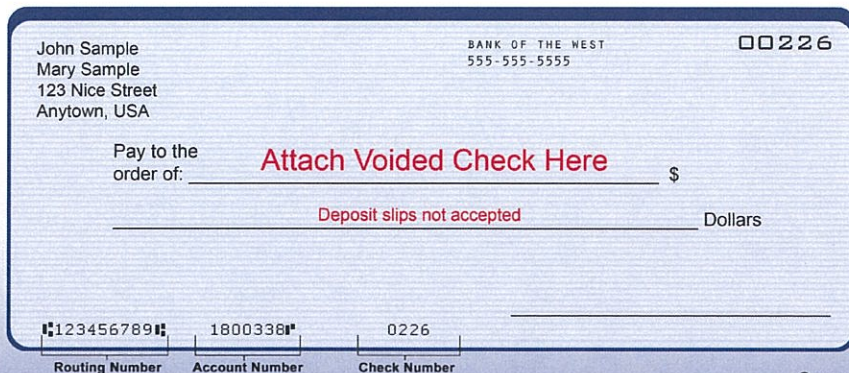 John Sample
Mary Sample
123 Nice Street
Anytown, USA
BANK OF THE WEST
555-555-5555
00226
Pay to the
order of: Attach Voided Check Here $
Deposit slips not accepted Dollars
⑆123456789⑆ 1800338⑈ 0226
Routing Number Account Number Check Number